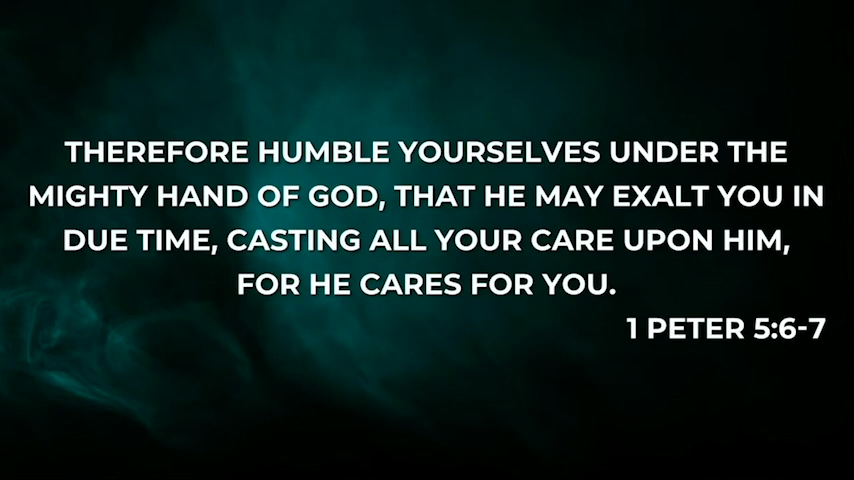 THEREFORE HUMBLE YOURSELVES UNDER THE
MIGHTY HAND OF GOD, THAT HE MAY EXALT YOU IN
DUE TIME, CASTING ALL YOUR CARE UPON HIM,
FOR HE CARES FOR YOU.
1 PETER 5:6-7